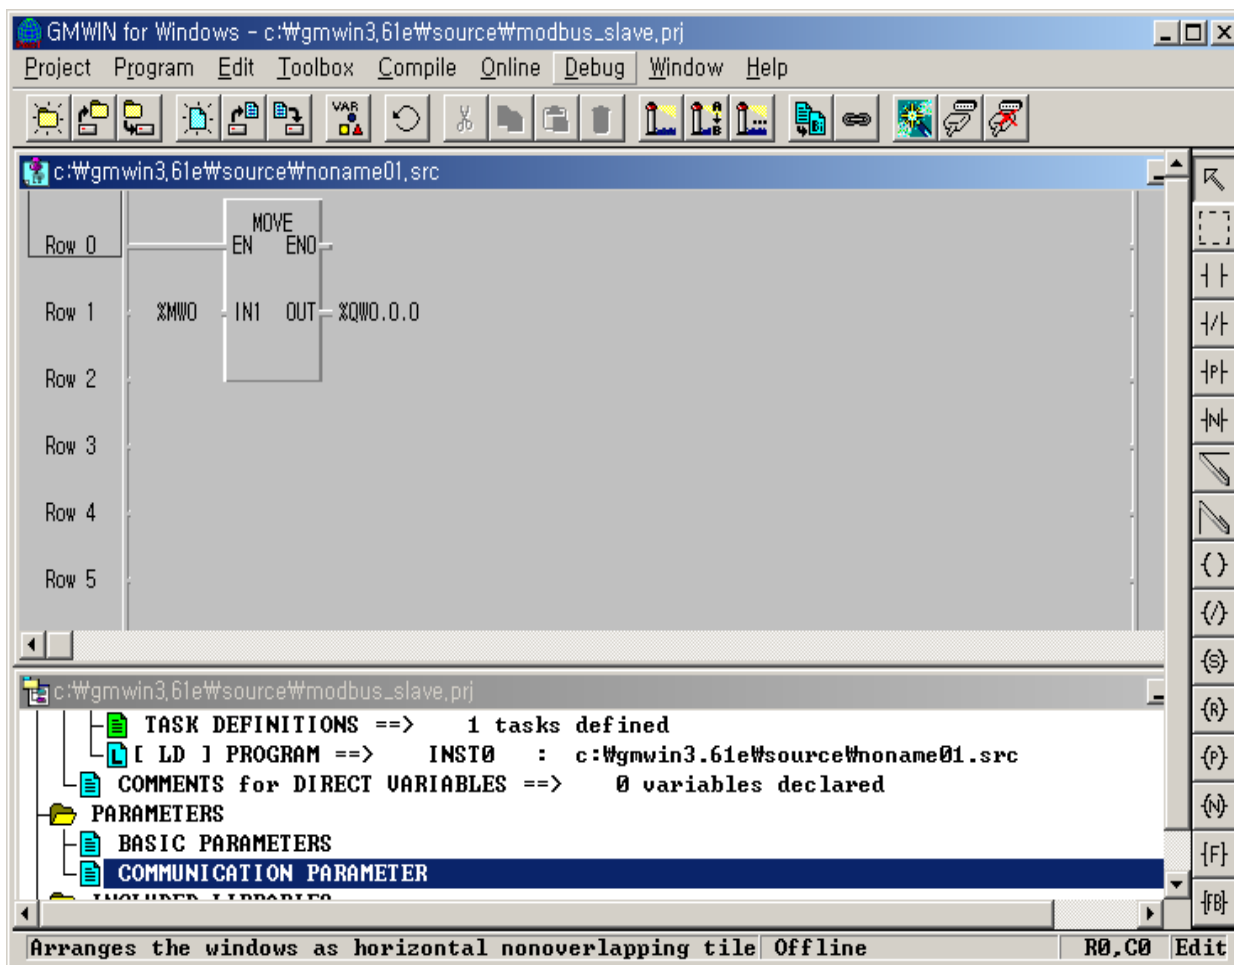 GMWIN for Windows - c:₩gmwin3,61e₩source₩modbus_slave,prj
Project Program Edit Toolbox Compile Online Debug Window Help
VAR
A
B
Bi
c:₩gmwin3,61e₩source₩noname01,src
MOVE
Row 0 EN ENO
Row 1 %MW0 IN1 OUT %QW0.0.0
Row 2
Row 3
Row 4
Row 5
P
N
/
S
R
P
N
F
FB
c:₩gmwin3,61e₩source₩modbus_slave,prj
TASK DEFINITIONS ==> 1 tasks defined
L [ LD ] PROGRAM ==> INST0 : c:₩gmwin3.61e₩source₩noname01.src
COMMENTS for DIRECT VARIABLES ==> 0 variables declared
PARAMETERS
BASIC PARAMETERS
COMMUNICATION PARAMETER
INCLUDED LIBRARIES
Arranges the windows as horizontal nonoverlapping tile Offline R0,C0 Edit